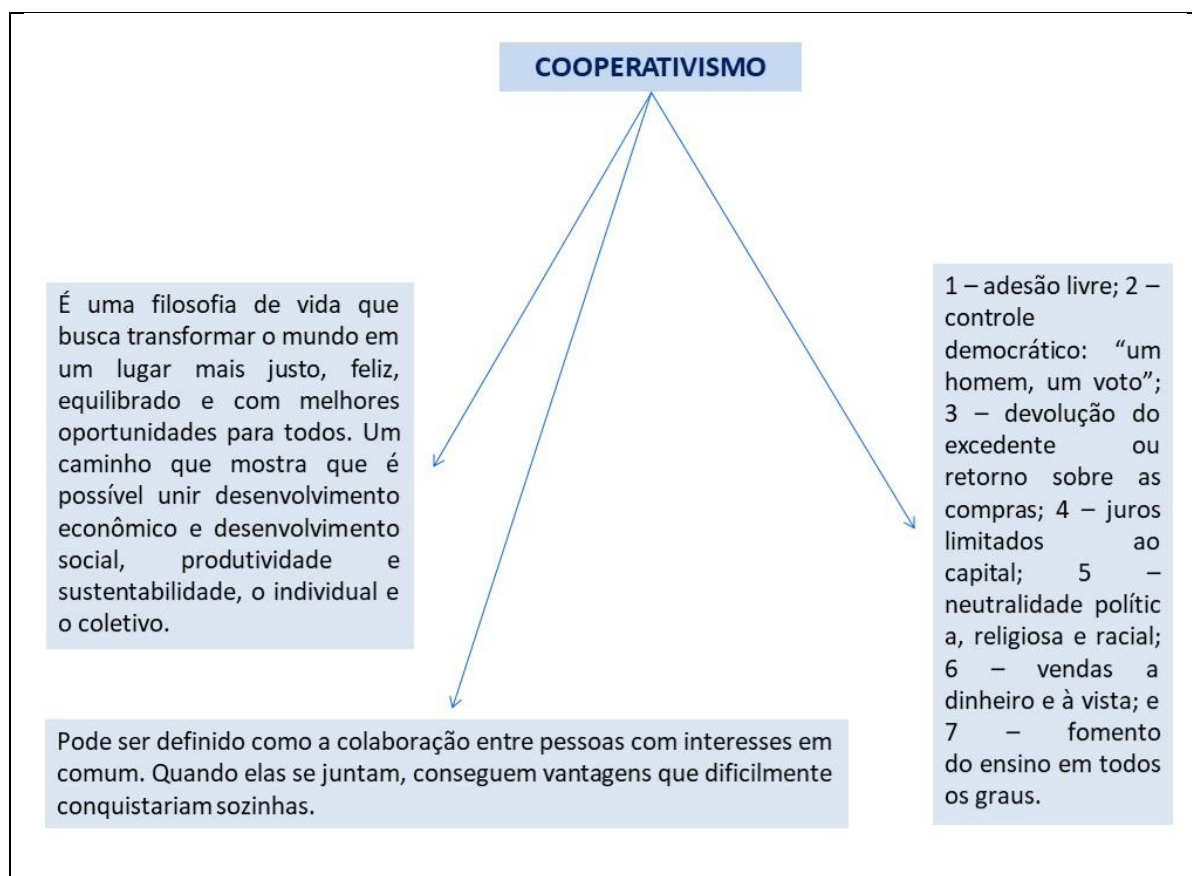 COOPERATIVISMO
É uma filosofia de vida que
busca transformar o mundo em
um lugar mais justo, feliz,
equilibrado e com melhores
oportunidades para todos. Um
caminho que mostra que é
possível unir desenvolvimento
econômico e desenvolvimento
social, produtividade e
sustentabilidade, o individual e
o coletivo.
Pode ser definido como a colaboração entre pessoas com interesses em
comum. Quando elas se juntam, conseguem vantagens que dificilmente
conquistariam sozinhas.
1 – adesão livre; 2 –
controle
democrático: “um
homem, um voto”;
3 – devolução do
excedente ou
retorno sobre as
compras; 4 – juros
limitados ao
capital; 5 –
neutralidade polític
a, religiosa e racial;
6 – vendas a
dinheiro e à vista; e
7 – fomento
do ensino em todos
os graus.